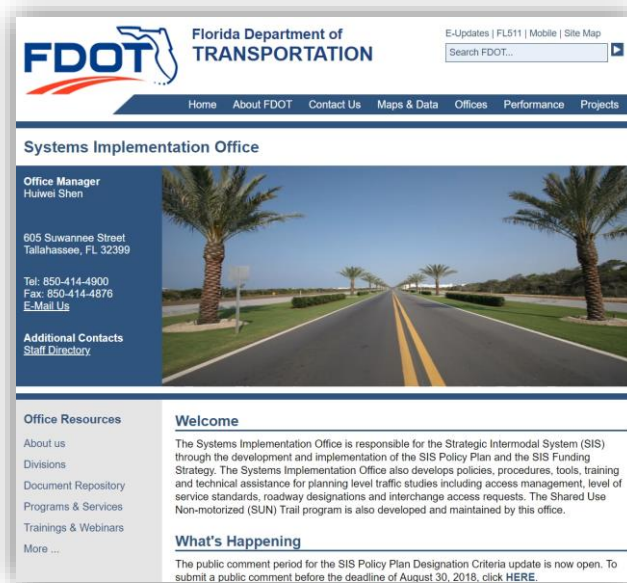 FDOT
Florida Department of
TRANSPORTATION
E-Updates | FL511 | Mobile | Site Map
Search FDOT...
Home About FDOT Contact Us Maps & Data Offices Performance Projects
Systems Implementation Office
Office Manager
Huiwei Shen
605 Suwannee Street
Tallahassee, FL 32399
Tel: 850-414-4900
Fax: 850-414-4876
E-Mail Us
Additional Contacts
Staff Directory
Office Resources
About us
Divisions
Document Repository
Programs & Services
Trainings & Webinars
More ...
Welcome
The Systems Implementation Office is responsible for the Strategic Intermodal System (SIS)
through the development and implementation of the SIS Policy Plan and the SIS Funding
Strategy. The Systems Implementation Office also develops policies, procedures, tools, training
and technical assistance for planning level traffic studies including access management, level of
service standards, roadway designations and interchange access requests. The Shared Use
Non-motorized (SUN) Trail program is also developed and maintained by this office.
What's Happening
The public comment period for the SIS Policy Plan Designation Criteria update is now open. To
submit a public comment before the deadline of August 30, 2018, click HERE.